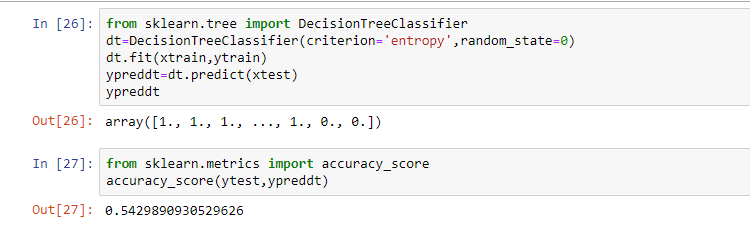 In [26]: from sklearn.tree import DecisionTreeClassifier
dt=DecisionTreeClassifier(criterion='entropy',random_state=0)
dt.fit(xtrain,ytrain)
ypreddt=dt.predict(xtest)
ypreddt
Out[26]: array([1., 1., 1., ..., 1., 0., 0.])
In [27]: from sklearn.metrics import accuracy_score
accuracy_score(ytest,ypreddt)
Out[27]: 0.5429890930529626